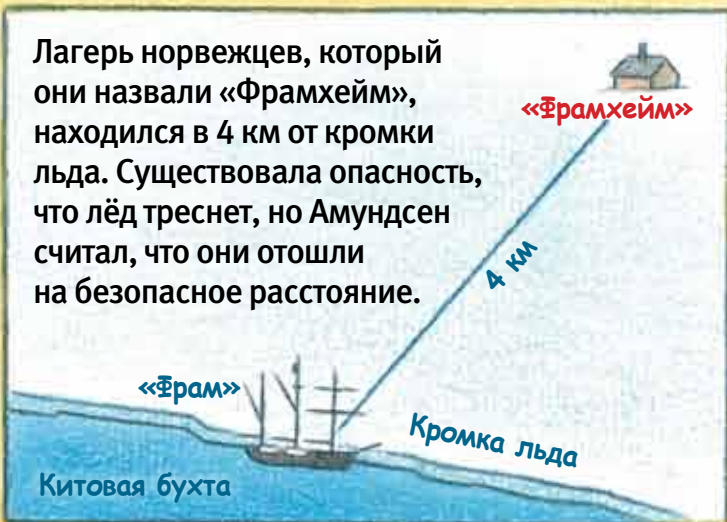 Лагерь норвежцев, который
они назвали «Фрамхейм»,
находился в 4 км от кромки
льда. Существовала опасность,
что лёд треснет, но Амундсен
считал, что они отошли
на безопасное расстояние.
«Фрамхейм»
4 км
«Фрам»
Кромка льда
Китовая бухта